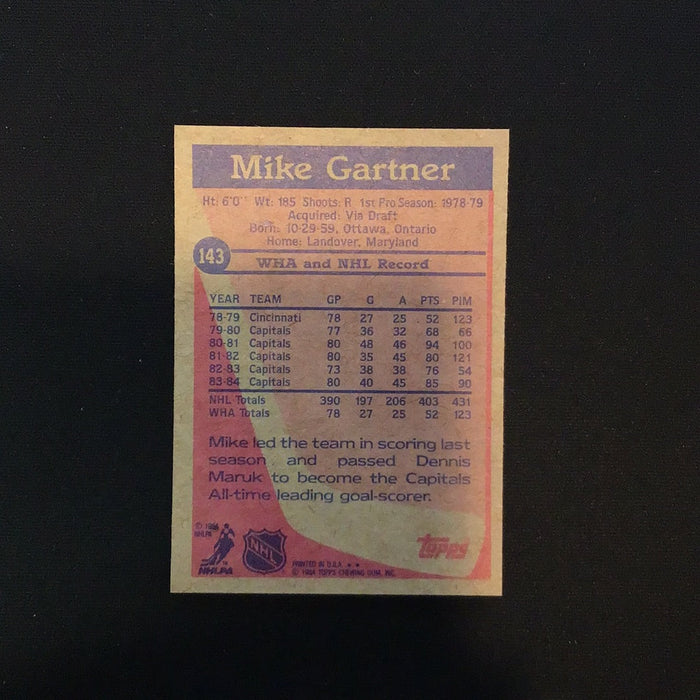 Mike Gartner
Ht: 6'0" Wt: 185 Shoots: R 1st Pro Season: 1978-79
Acquired: Via Draft
Born: 10-29-59, Ottawa, Ontario
Home: Landover, Maryland
143
WHA and NHL Record
YEAR TEAM GP G A PTS PIM
78-79 Cincinnati 78 27 25 52 123
79-80 Capitals 77 36 32 68 66
80-81 Capitals 80 48 46 94 100
81-82 Capitals 80 35 45 80 121
82-83 Capitals 73 38 38 76 54
83-84 Capitals 80 40 45 85 90
NHL Totals 390 197 206 403 431
WHA Totals 78 27 25 52 123
Mike led the team in scoring last
season and passed Dennis
Maruk to become the Capitals
All-time leading goal-scorer.
© 1984
NHLPA
NHLPA
NHL
topps
PRINTED IN U.S.A. **
© 1984 TOPPS CHEWING GUM, INC.